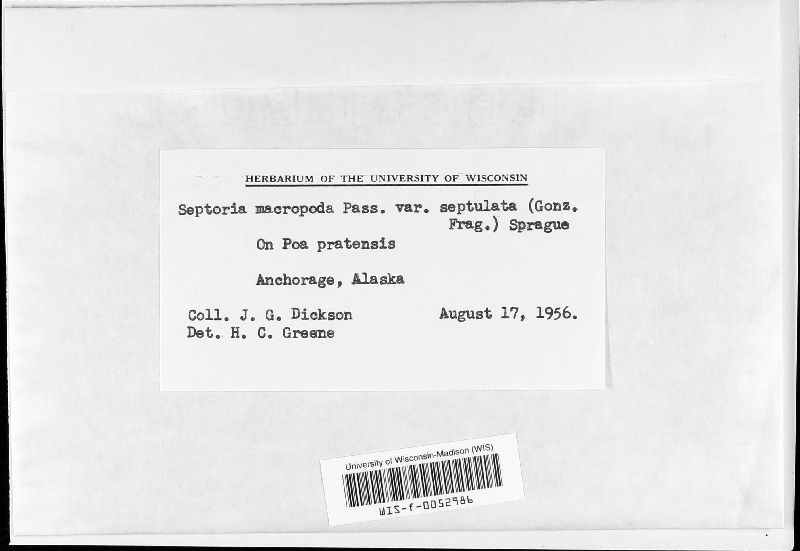 HERBARIUM OF THE UNIVERSITY OF WISCONSIN
Septoria macropoda Pass. var. septulata (Gonz.
Frag.) Sprague
On Poa pratensis
Anchorage, Alaska
Coll. J. G. Dickson August 17, 1956.
Det. H. C. Greene
University of Wisconsin-Madison (WIS)
WIS-f-0052986